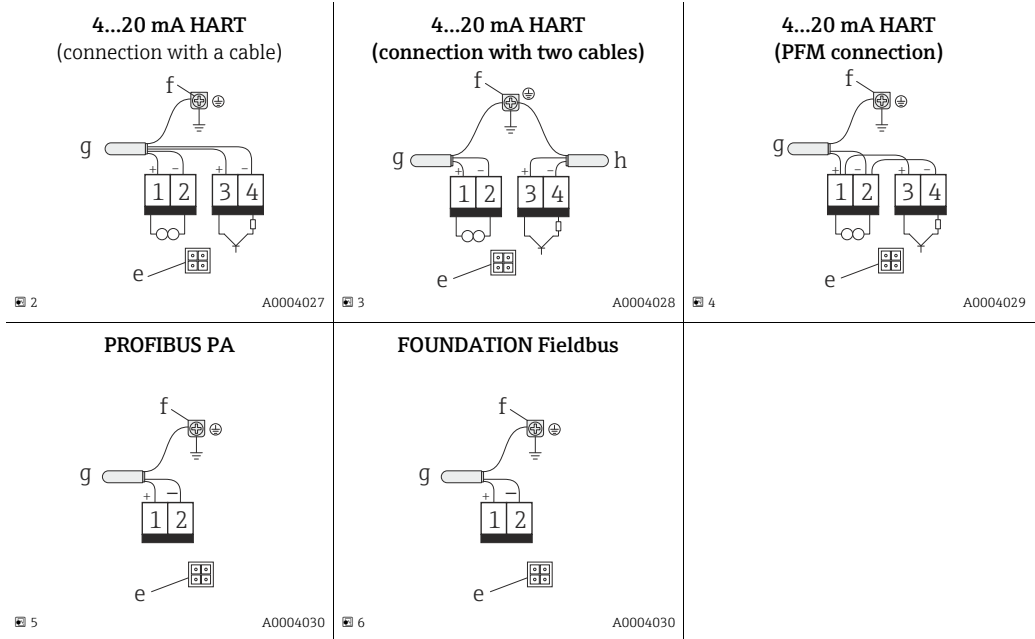 4...20 mA HART
(connection with a cable)
f
g
+ − + −
1 2 3 4
e
2 A0004027
4...20 mA HART
(connection with two cables)
f
g h
+ − + −
1 2 3 4
e
3 A0004028
4...20 mA HART
(PFM connection)
f
g
+ − + −
1 2 3 4
e
4 A0004029
PROFIBUS PA
f
g
+ −
1 2
e
5 A0004030
FOUNDATION Fieldbus
f
g
+ −
1 2
e
6 A0004030